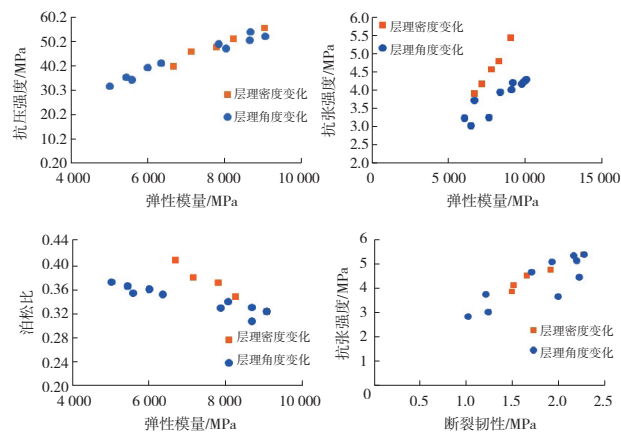 60.2
50.2
40.2
30.2
20.2
10.2
0.20
抗压强度/MPa
层理密度变化
层理角度变化
4 000
6 000
8 000
10 000
弹性模量/MPa
6.0
5.5
5.0
4.5
4.0
3.5
3.0
2.5
2.0
抗张强度/MPa
层理密度变化
层理角度变化
0
5 000
10 000
15 000
弹性模量/MPa
0.44
0.40
0.36
0.32
0.28
0.24
0.20
泊松比
层理密度变化
层理角度变化
4 000
6 000
8 000
10 000
弹性模量/MPa
6
5
4
3
2
1
0
抗张强度/MPa
层理密度变化
层理角度变化
0.5
1.0
1.5
2.0
2.5
断裂韧性/MPa